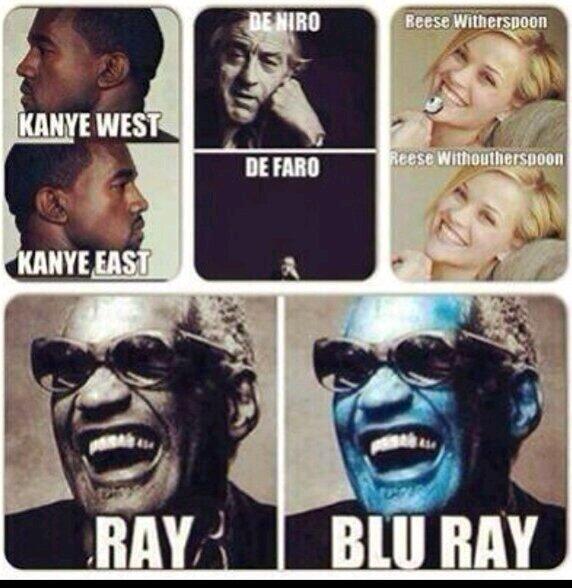 KANYE WEST
KANYE EAST
DE NIRO
DE FARO
Reese Witherspoon
Reese Withoutherspoon
RAY
BLU RAY